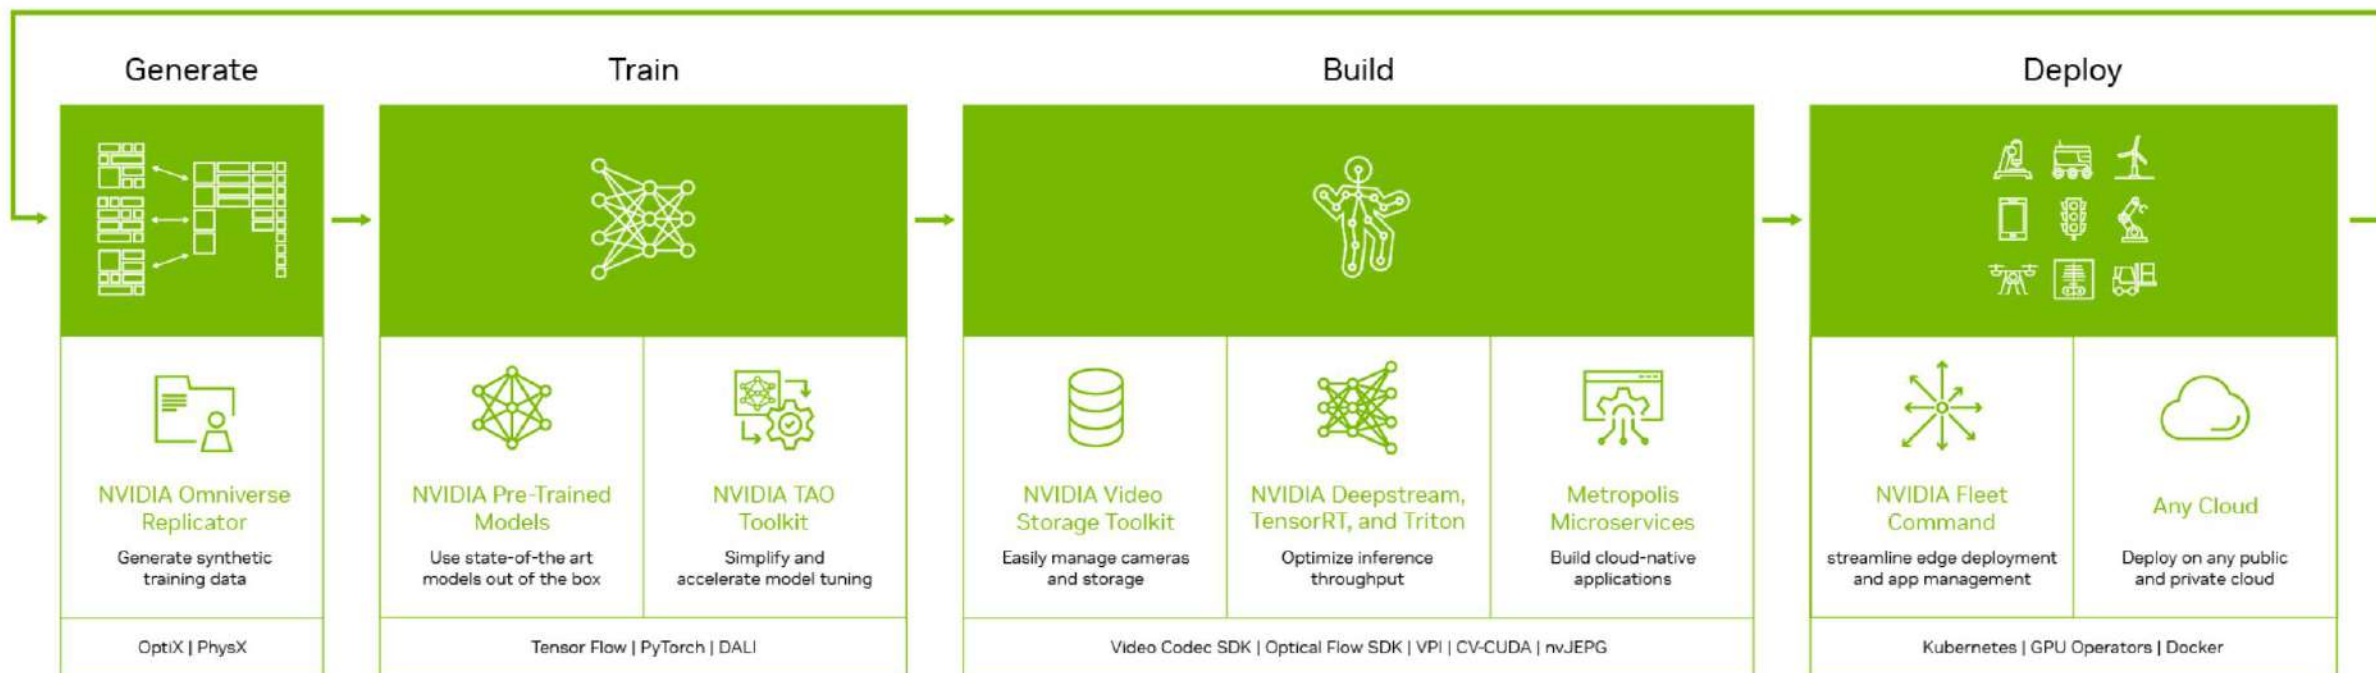 Generate
NVIDIA Omniverse
Replicator
Generate synthetic
training data
OptiX | PhysX
Train
NVIDIA Pre-Trained
Models
Use state-of-the art
models out of the box
NVIDIA TAO
Toolkit
Simplify and
accelerate model tuning
Tensor Flow | PyTorch | DALI
Build
NVIDIA Video
Storage Toolkit
Easily manage cameras
and storage
NVIDIA Deepstream,
TensorRT, and Triton
Optimize inference
throughput
Metropolis
Microservices
Build cloud-native
applications
Video Codec SDK | Optical Flow SDK | VPI | CV-CUDA | nvJEPG
Deploy
NVIDIA Fleet
Command
streamline edge deployment
and app management
Any Cloud
Deploy on any public
and private cloud
Kubernetes | GPU Operators | Docker